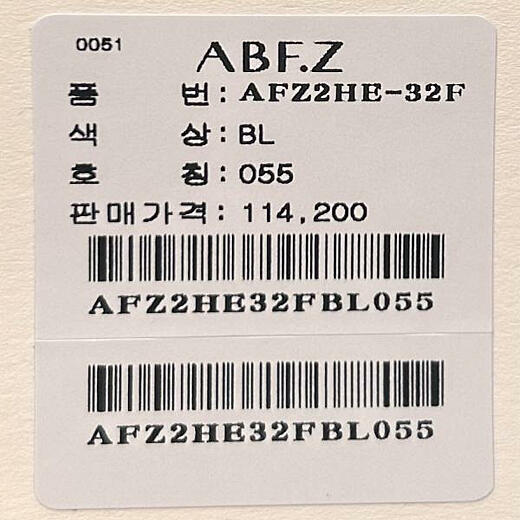 0051
ABF.Z
품 번 : AFZ2HE-32F
색 상 : BL
호 칭 : 055
판매가격 : 114,200
AFZ2HE32FBL055
AFZ2HE32FBL055